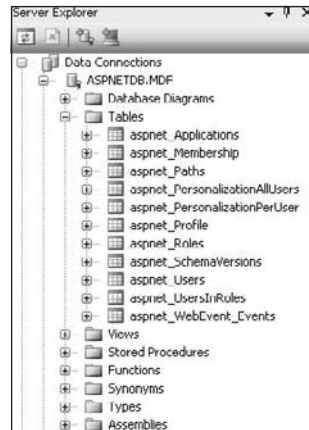 Server Explorer
Data Connections
ASPNETDB.MDF
Database Diagrams
Tables
aspnet_Applications
aspnet_Membership
aspnet_Paths
aspnet_PersonalizationAllUsers
aspnet_PersonalizationPerUser
aspnet_Profile
aspnet_Roles
aspnet_SchemaVersions
aspnet_Users
aspnet_UsersInRoles
aspnet_WebEvent_Events
Views
Stored Procedures
Functions
Synonyms
Types
Assemblies